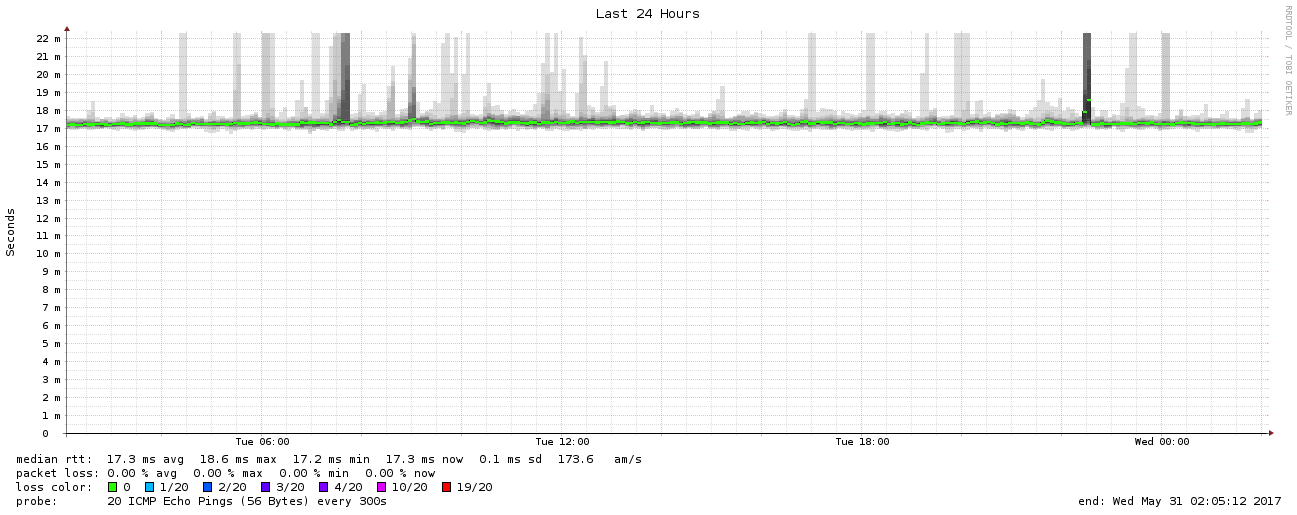 Last 24 Hours
RRDTOOL / TOBI OETIKER
Seconds
22 m
21 m
20 m
19 m
18 m
17 m
16 m
15 m
14 m
13 m
12 m
11 m
10 m
9 m
8 m
7 m
6 m
5 m
4 m
3 m
2 m
1 m
0
Tue 06:00 Tue 12:00 Tue 18:00 Wed 00:00
median rtt: 17.3 ms avg 18.6 ms max 17.2 ms min 17.3 ms now 0.1 ms sd 173.6 am/s
packet loss: 0.00 % avg 0.00 % max 0.00 % min 0.00 % now
loss color: 0 1/20 2/20 3/20 4/20 10/20 19/20
probe: 20 ICMP Echo Pings (56 Bytes) every 300s end: Wed May 31 02:05:12 2017